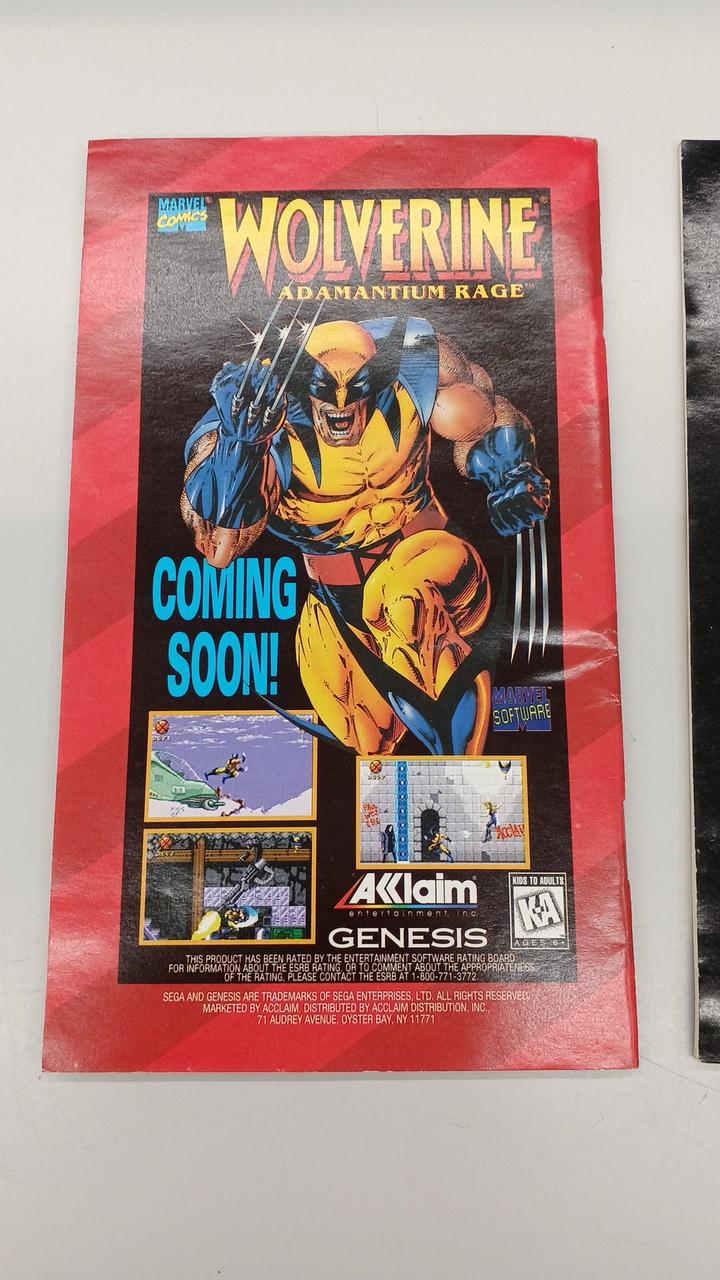 MARVEL
COMICS
M
WOLVERINE®
ADAMANTIUM RAGE™
COMING
SOON!
MARVEL™
SOFTWARE
M
AKKlaim
entertainment, inc.
GENESIS
KIDS TO ADULTS
K-A
AGES 6+
THIS PRODUCT HAS BEEN RATED BY THE ENTERTAINMENT SOFTWARE RATING BOARD.
FOR INFORMATION ABOUT THE ESRB RATING, OR TO COMMENT ABOUT THE APPROPRIATENESS
OF THE RATING, PLEASE CONTACT THE ESRB AT 1-800-771-3772.
SEGA AND GENESIS ARE TRADEMARKS OF SEGA ENTERPRISES, LTD. ALL RIGHTS RESERVED.
MARKETED BY ACCLAIM. DISTRIBUTED BY ACCLAIM DISTRIBUTION, INC.,
71 AUDREY AVENUE, OYSTER BAY, NY 11771